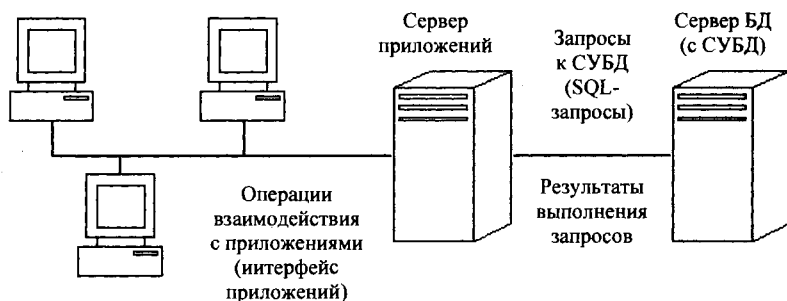 Сервер
приложений
Запросы
к СУБД
(SQL-
запросы)
Сервер БД
(с СУБД)
Операции
взаимодействия
с приложениями
(интерфейс
приложений)
Результаты
выполнения
запросов